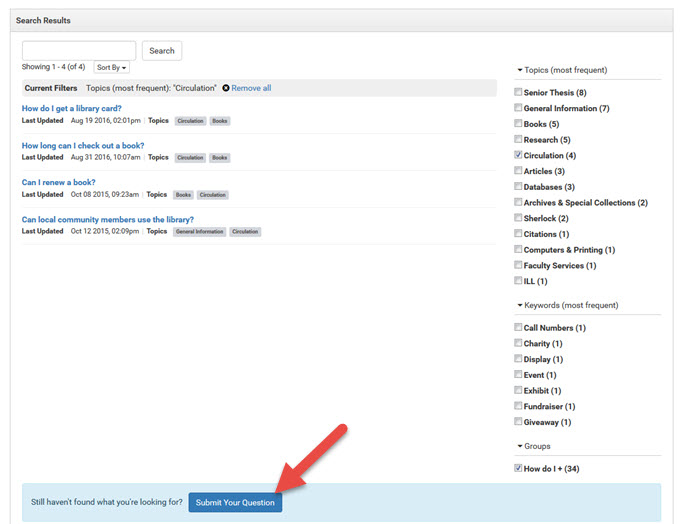 Search Results
Search
Showing 1 - 4 (of 4) Sort By
Current Filters Topics (most frequent): "Circulation" Remove all
How do I get a library card?
Last Updated Aug 19 2016, 02:01pm Topics Circulation Books
How long can I check out a book?
Last Updated Aug 31 2016, 10:07am Topics Circulation Books
Can I renew a book?
Last Updated Oct 08 2015, 09:23am Topics Books Circulation
Can local community members use the library?
Last Updated Oct 12 2015, 02:09pm Topics General Information Circulation
Topics (most frequent)
Senior Thesis (8)
General Information (7)
Books (5)
Research (5)
Circulation (4)
Articles (3)
Databases (3)
Archives & Special Collections (2)
Sherlock (2)
Citations (1)
Computers & Printing (1)
Faculty Services (1)
ILL (1)
Keywords (most frequent)
Call Numbers (1)
Charity (1)
Display (1)
Event (1)
Exhibit (1)
Fundraiser (1)
Giveaway (1)
Groups
How do I + (34)
Still haven't found what you're looking for? Submit Your Question